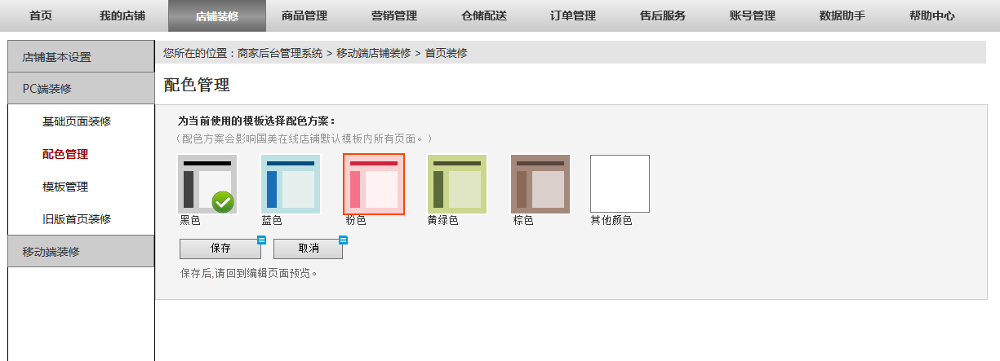 首页 我的店铺 店铺装修 商品管理 营销管理 仓储配送 订单管理 售后服务 账号管理 数据助手 帮助中心
店铺基本设置
PC端装修
基础页面装修
配色管理
模板管理
旧版首页装修
移动端装修
您所在的位置：商家后台管理系统 > 移动端店铺装修 > 首页装修
配色管理
为当前使用的模板选择配色方案：
（配色方案会影响国美在线店铺默认模板内所有页面。）
黑色 蓝色 粉色 黄绿色 棕色 其他颜色
保存 取消
保存后,请回到编辑页面预览。